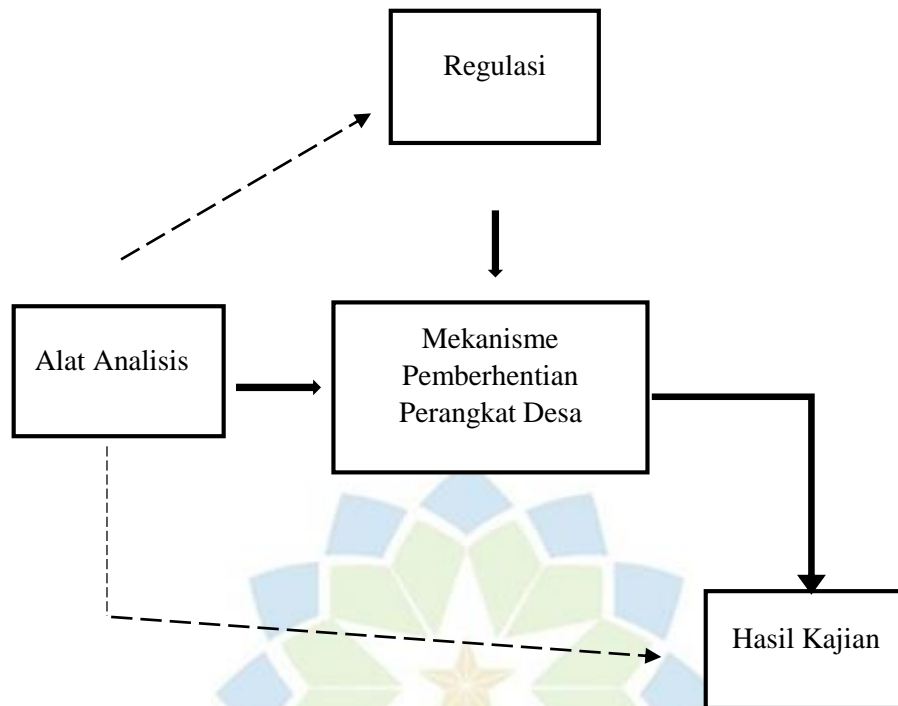 Regulasi
Alat Analisis
Mekanisme
Pemberhentian
Perangkat Desa
Hasil Kajian